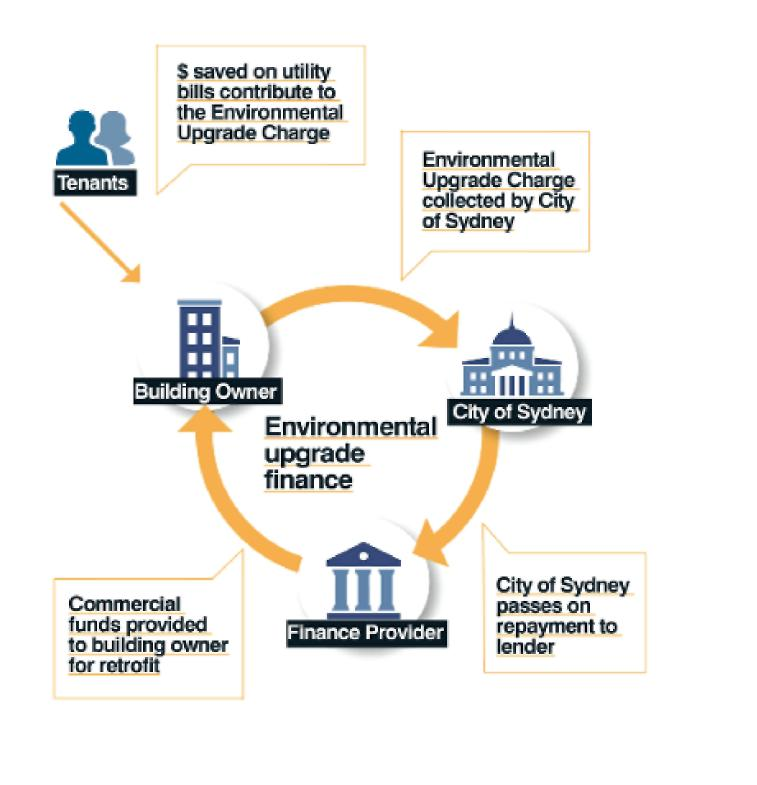 $ saved on utility
bills contribute to
the Environmental
Upgrade Charge
Tenants
Environmental
Upgrade Charge
collected by City
of Sydney
Building Owner
City of Sydney
Environmental
upgrade
finance
Commercial
funds provided
to building owner
for retrofit
Finance Provider
City of Sydney
passes on
repayment to
lender